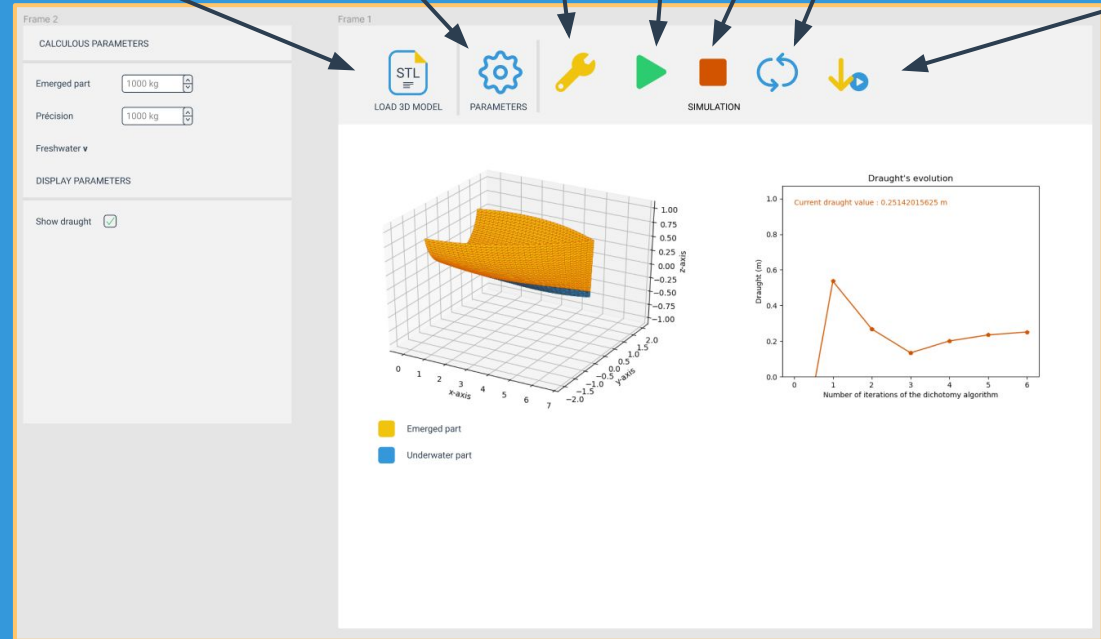 Frame 2
CALCULOUS PARAMETERS
Emerged part 1000 kg
Précision 1000 kg
Freshwater v
DISPLAY PARAMETERS
Show draught
Frame 1
STL
LOAD 3D MODEL
PARAMETERS
SIMULATION
1.00
0.75
0.50
0.25
0.00
−0.25
−0.50
−0.75
−1.00
z-axis
2.0
1.5
1.0
0.5
0.0
−0.5
−1.0
−1.5
−2.0
y-axis
0 1 2 3 4 5 6 7
x-axis
Emerged part
Underwater part
Draught's evolution
Current draught value : 0.25142015625 m
1.0
0.8
0.6
0.4
0.2
0.0
Draught (m)
0 1 2 3 4 5 6
Number of iterations of the dichotomy algorithm